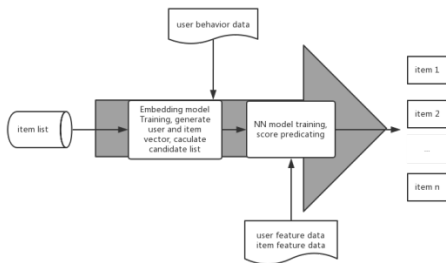 user behavior data
item list
Embedding model
Training, generate
user and item
vector, caculate
candidate list
NN model training,
score predicating
item 1
item 2
...
item n
user feature data
item feature data